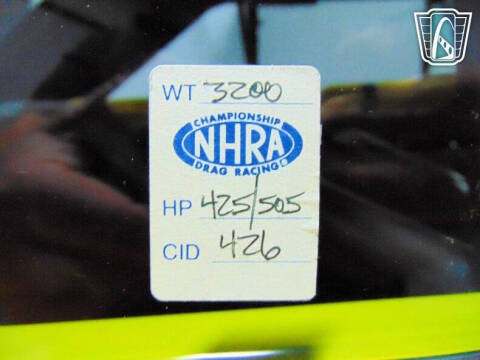 WT 3200
CHAMPIONSHIP
NHRA
DRAG RACING®
HP 425/505
CID 426